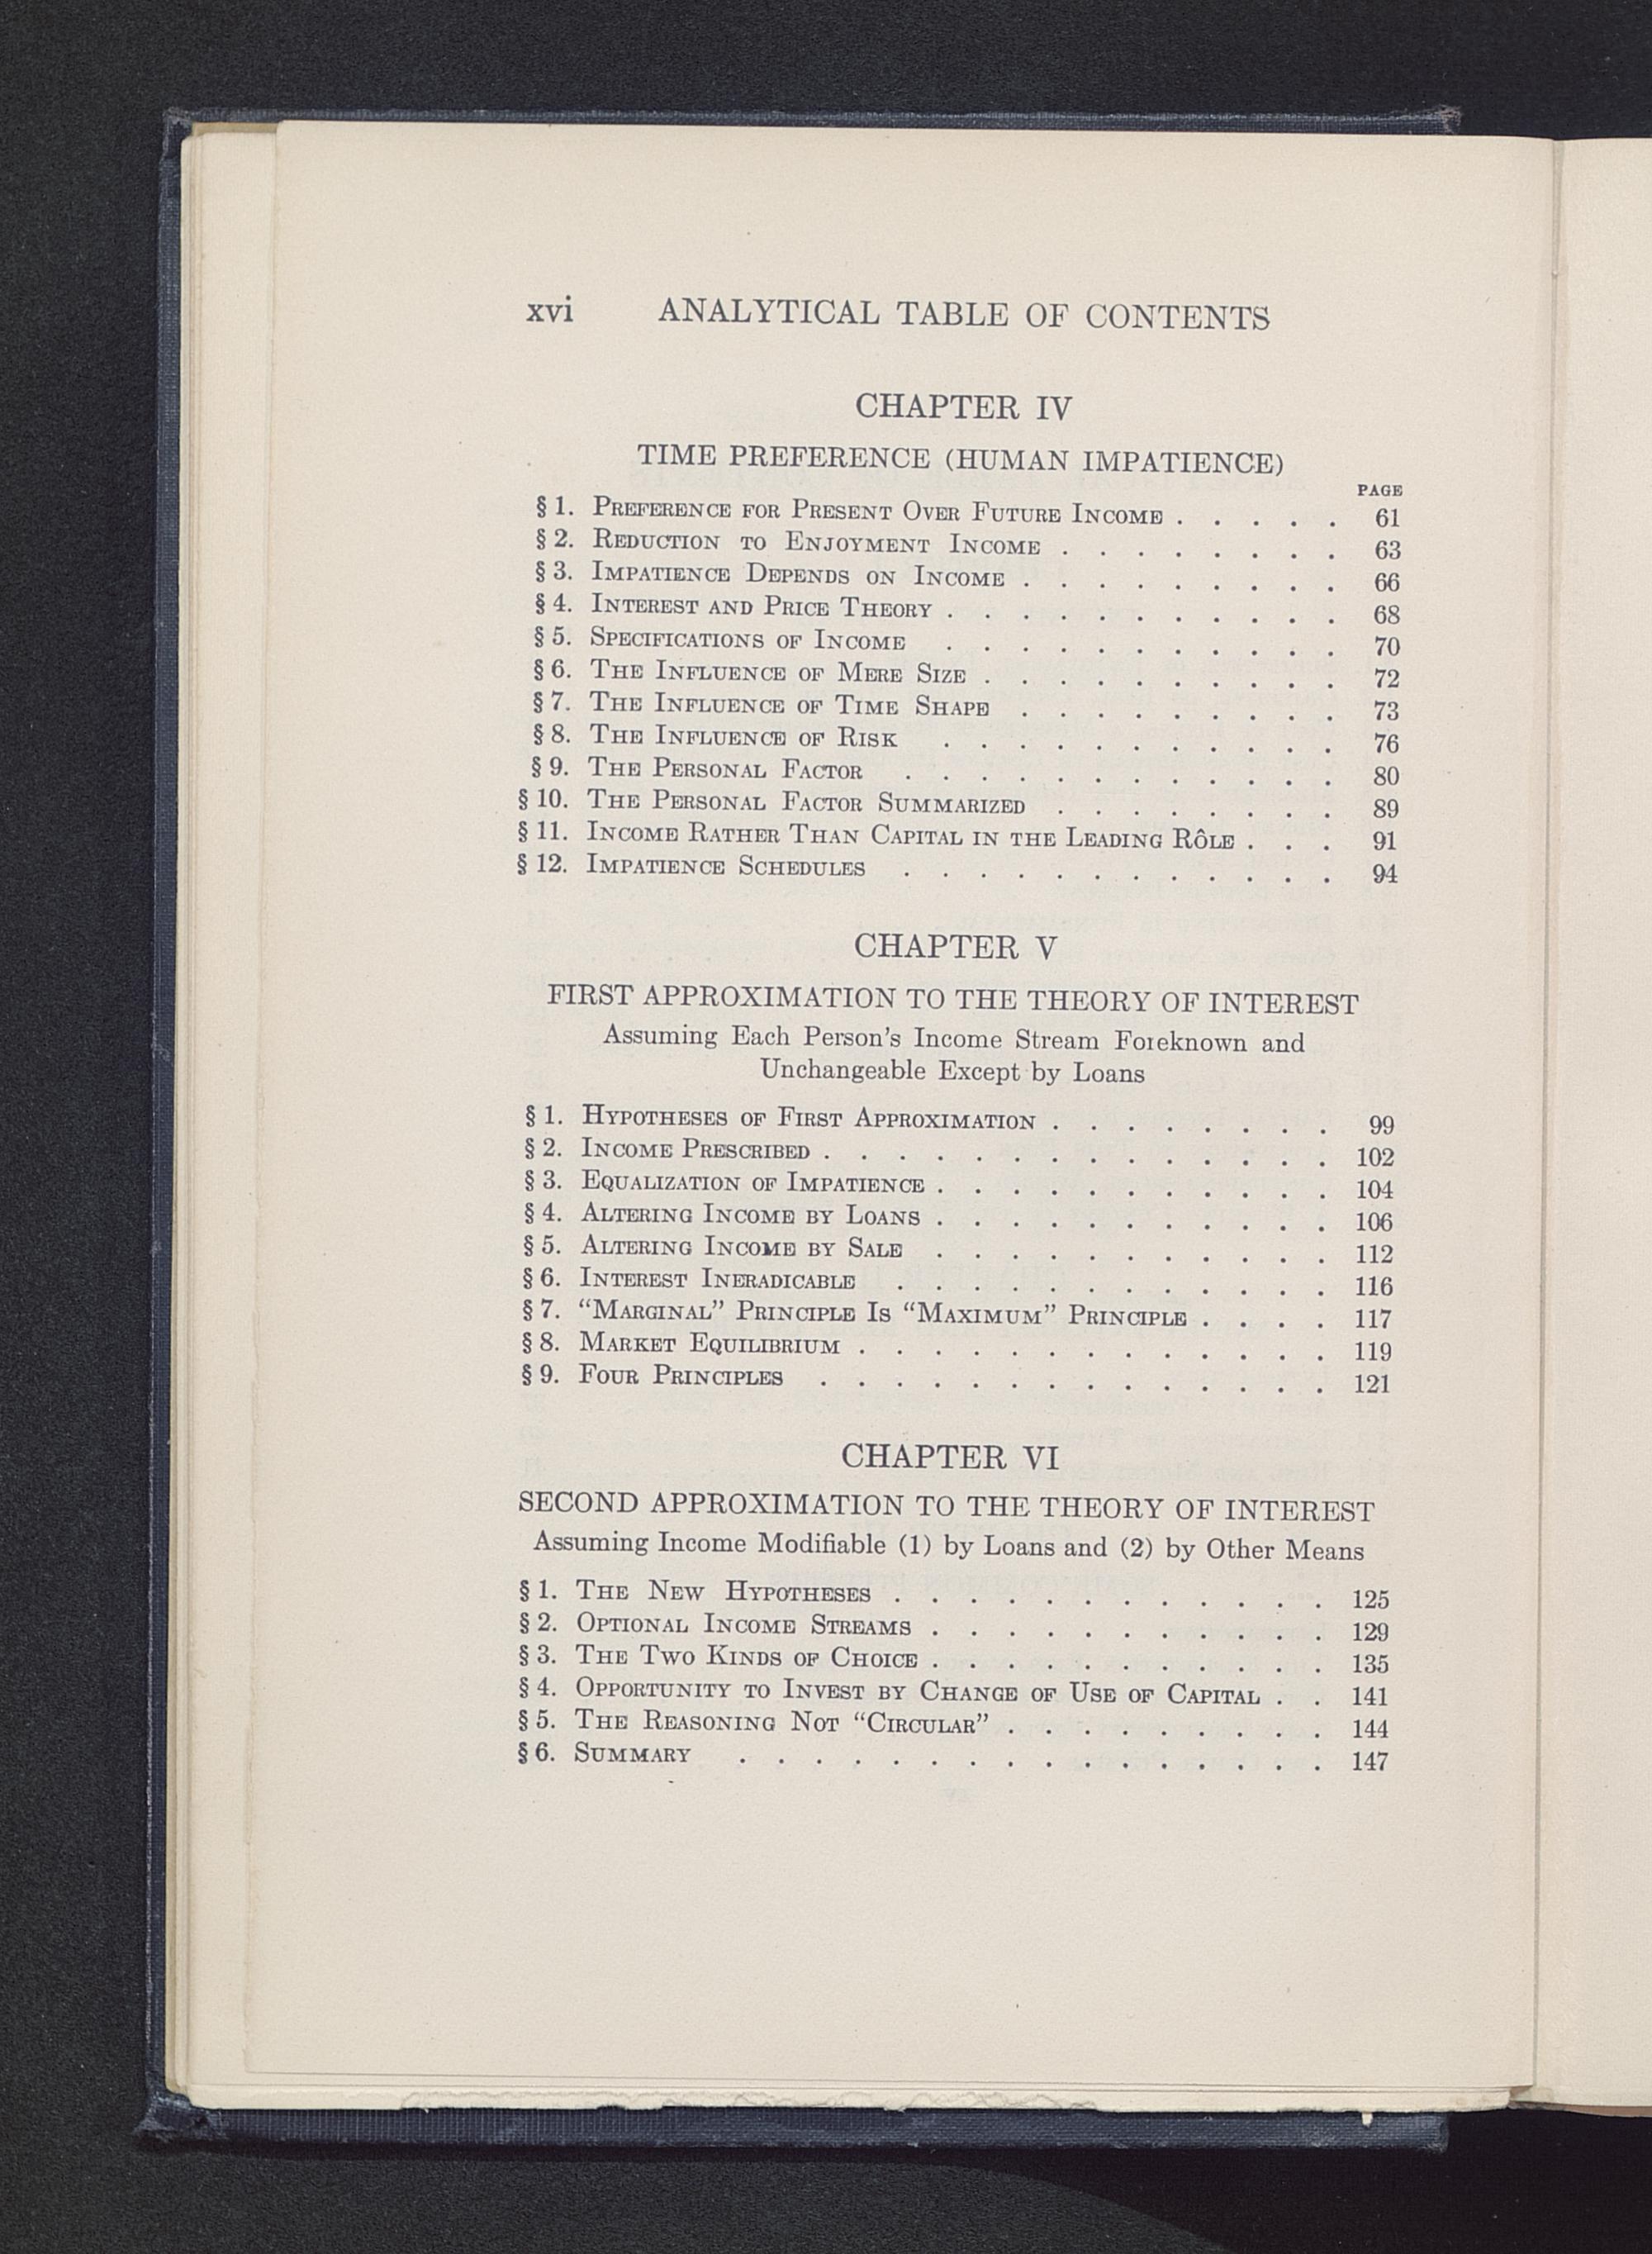 xvi ANALYTICAL TABLE OF CONTENTS
CHAPTER IV
TIME PREFERENCE (HUMAN IMPATIENCE)
PAGE
§ 1. Preference for Present Over Future Income . . . . . 61
§ 2. Reduction to Enjoyment Income . . . . . . . . 63
§ 3. Impatience Depends on Income . . . . . . . . . 66
§ 4. Interest and Price Theory . . . . . . . . . . . 68
§ 5. Specifications of Income . . . . . . . . . . . 70
§ 6. The Influence of Mere Size . . . . . . . . . . 72
§ 7. The Influence of Time Shape . . . . . . . . . 73
§ 8. The Influence of Risk . . . . . . . . . . . 76
§ 9. The Personal Factor . . . . . . . . . . . . 80
§ 10. The Personal Factor Summarized . . . . . . . . 89
§ 11. Income Rather Than Capital in the Leading Rôle . . . 91
§ 12. Impatience Schedules . . . . . . . . . . . . 94
CHAPTER V
FIRST APPROXIMATION TO THE THEORY OF INTEREST
Assuming Each Person's Income Stream Foreknown and
Unchangeable Except by Loans
§ 1. Hypotheses of First Approximation . . . . . . . . 99
§ 2. Income Prescribed . . . . . . . . . . . . . . 102
§ 3. Equalization of Impatience . . . . . . . . . . . 104
§ 4. Altering Income by Loans . . . . . . . . . . . 106
§ 5. Altering Income by Sale . . . . . . . . . . . 112
§ 6. Interest Ineradicable . . . . . . . . . . . . 116
§ 7. "Marginal" Principle Is "Maximum" Principle . . . . 117
§ 8. Market Equilibrium . . . . . . . . . . . . . 119
§ 9. Four Principles . . . . . . . . . . . . . . 121
CHAPTER VI
SECOND APPROXIMATION TO THE THEORY OF INTEREST
Assuming Income Modifiable (1) by Loans and (2) by Other Means
§ 1. The New Hypotheses . . . . . . . . . . . . 125
§ 2. Optional Income Streams . . . . . . . . . . . 129
§ 3. The Two Kinds of Choice . . . . . . . . . . . 135
§ 4. Opportunity to Invest by Change of Use of Capital . . 141
§ 5. The Reasoning Not "Circular" . . . . . . . . . 144
§ 6. Summary . . . . . . . . . . . . . . . . 147